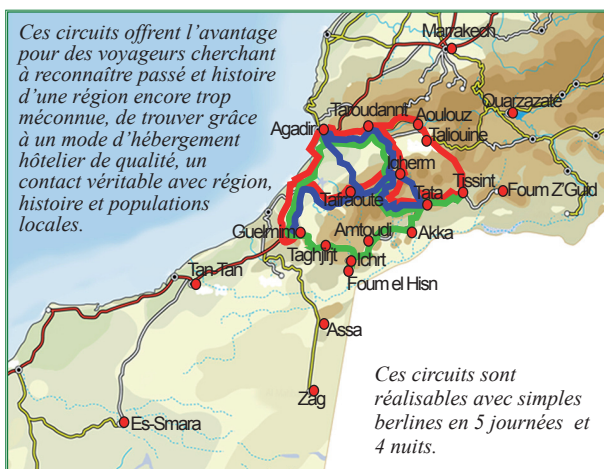 Ces circuits offrent l'avantage
pour des voyageurs cherchant
à reconnaître passé et histoire
d'une région encore trop
méconnue, de trouver grâce
à un mode d'hébergement
hôtelier de qualité, un
contact véritable avec région,
histoire et populations
locales.
Marrakech
Ouarzazate
Taroudannt
Aoulouz
Agadir
Taliouine
Igherm
Tissint
Foum Z'Guid
Tafraoute
Tata
Guelmim
Amtoudi
Akka
Taghjirjt
Ichrt
Foum el Hisn
Tan-Tan
Assa
Zag
Es-Smara
Ces circuits sont
réalisables avec simples
berlines en 5 journées et
4 nuits.